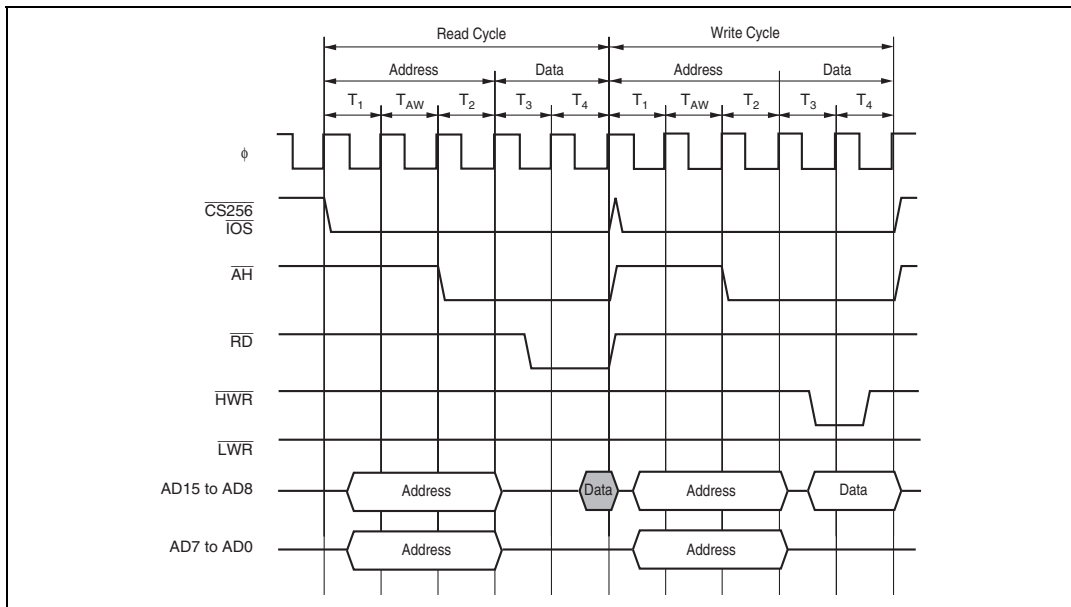 Read Cycle Write Cycle
Address Data Address Data
T1 TAW T2 T3 T4 T1 TAW T2 T3 T4
ϕ
CS256
IOS
AH
RD
HWR
LWR
AD15 to AD8 Address Data Address Data
AD7 to AD0 Address Address